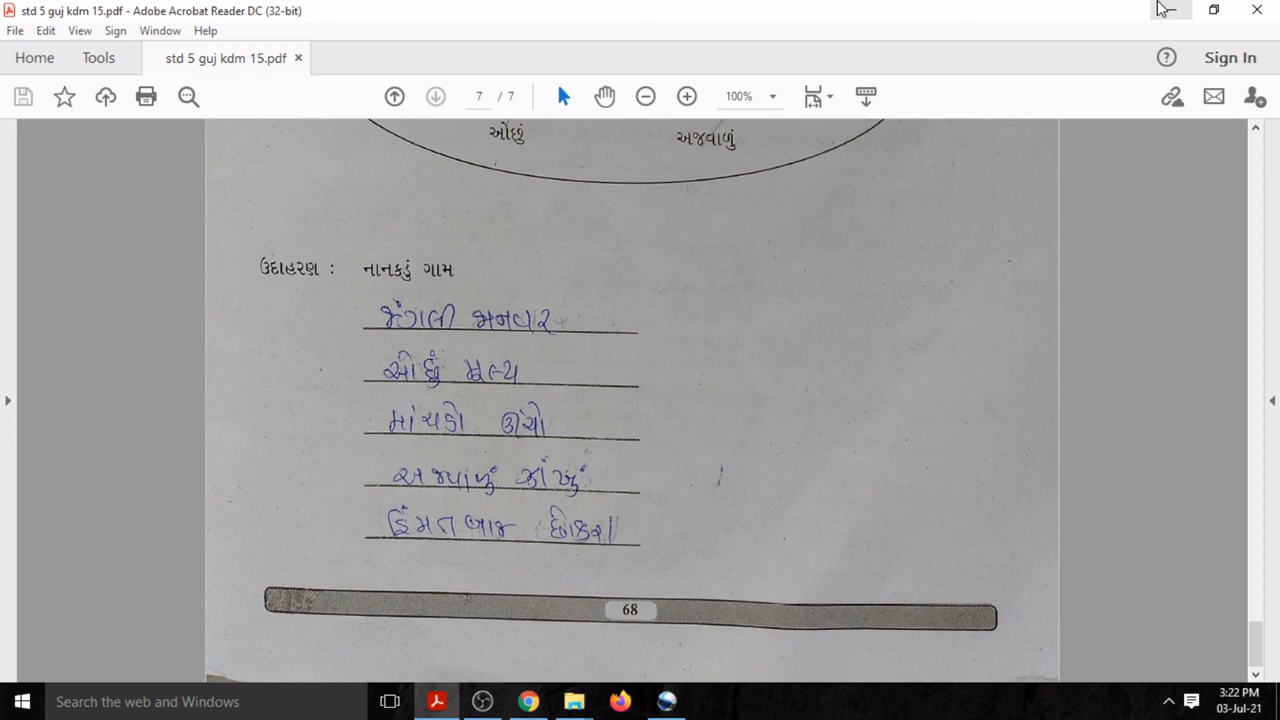 std 5 guj kdm 15.pdf - Adobe Acrobat Reader DC (32-bit)
File Edit View Sign Window Help
Home Tools std 5 guj kdm 15.pdf × Sign In
7 / 7 100%
ઓછું અજવાળું
ઉદાહરણ : નાનકડું ગામ
જંગલી જાનવર
ઓછું મૂલ્ય
માંચડો ઊંચો
અજવાળું ઝાંખું
હિંમતબાજ છોકરા
68
Search the web and Windows
3:22 PM
03-Jul-21